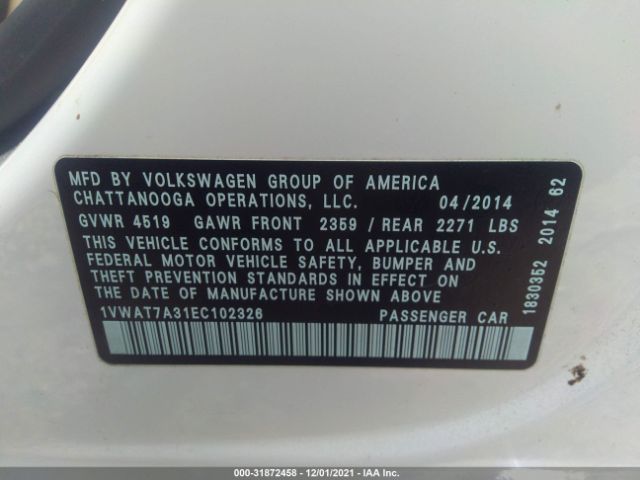 MFD BY VOLKSWAGEN GROUP OF AMERICA
CHATTANOOGA OPERATIONS, LLC. 04/2014
GVWR 4519 GAWR FRONT 2359 / REAR 2271 LBS
THIS VEHICLE CONFORMS TO ALL APPLICABLE U.S.
FEDERAL MOTOR VEHICLE SAFETY, BUMPER AND
THEFT PREVENTION STANDARDS IN EFFECT ON
THE DATE OF MANUFACTURE SHOWN ABOVE
1VWAT7A31EC102326 PASSENGER CAR
1830352 2014 62
000-31872458 - 12/01/2021 - IAA Inc.